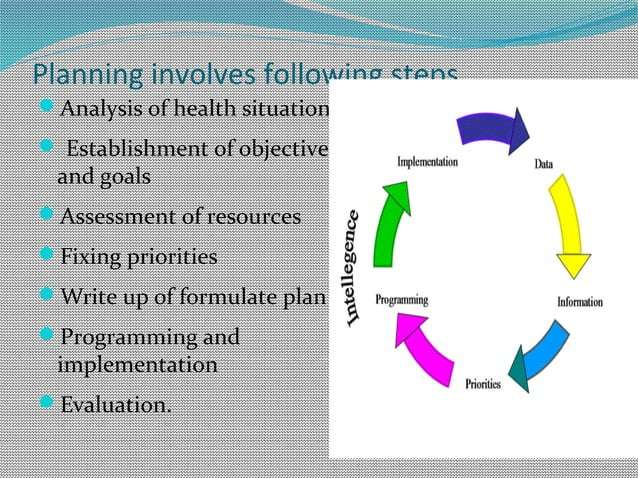 Planning involves following steps
Analysis of health situation
Establishment of objective
and goals
Assessment of resources
Fixing priorities
Write up of formulate plan
Programming and
implementation
Evaluation.
Implementation
Data
Intellegence
Programming
Information
Priorities